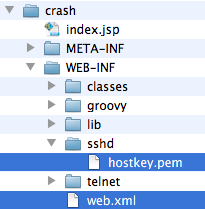 crash
index.jsp
META-INF
WEB-INF
classes
groovy
lib
sshd
hostkey.pem
telnet
web.xml